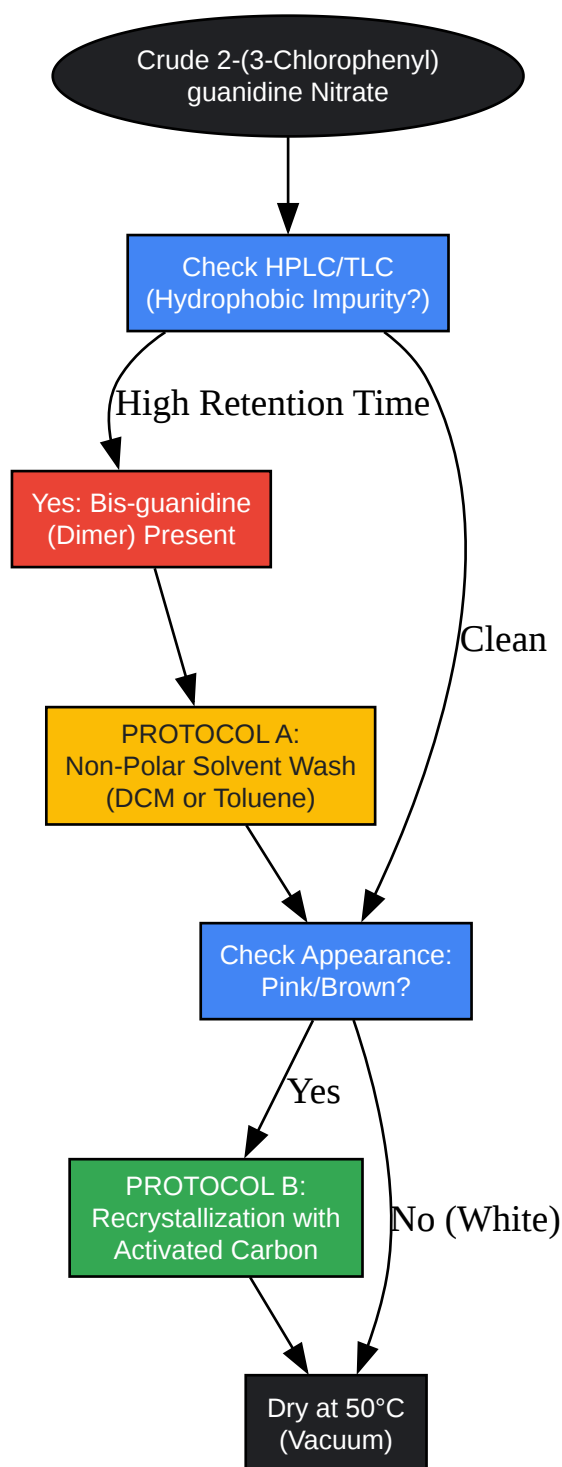 Crude 2-(3-Chlorophenyl)
guanidine Nitrate
Check HPLC/TLC
(Hydrophobic Impurity?)
High Retention Time
Yes: Bis-guanidine
(Dimer) Present
Clean
PROTOCOL A:
Non-Polar Solvent Wash
(DCM or Toluene)
Check Appearance:
Pink/Brown?
Yes
PROTOCOL B:
Recrystallization with
Activated Carbon
No (White)
Dry at 50°C
(Vacuum)